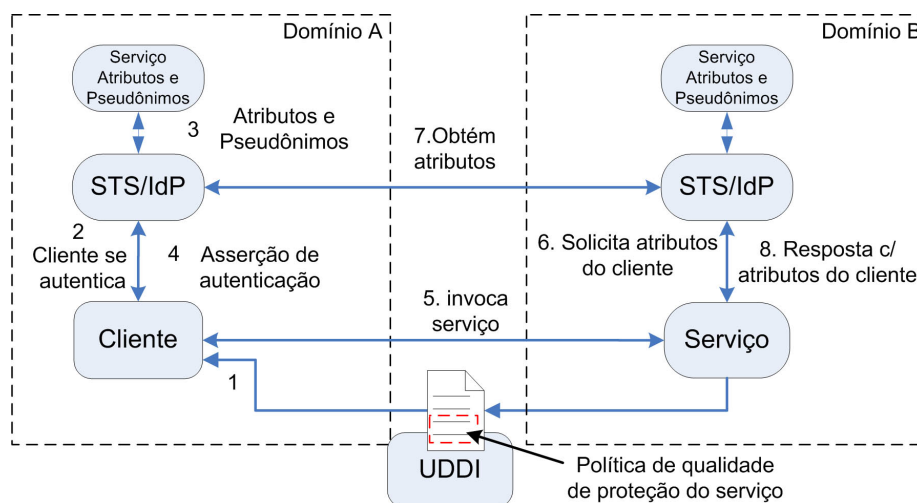 Domínio A
Serviço
Atributos e
Pseudônimos
3
Atributos e
Pseudônimos
STS/IdP
2
Cliente se
autentica
4
Asserção de
autenticação
Cliente
1
7.Obtém
atributos
5. invoca
serviço
Domínio B
Serviço
Atributos e
Pseudônimos
STS/IdP
6. Solicita atributos
do cliente
8. Resposta c/
atributos do cliente
Serviço
UDDI
Política de qualidade
de proteção do serviço